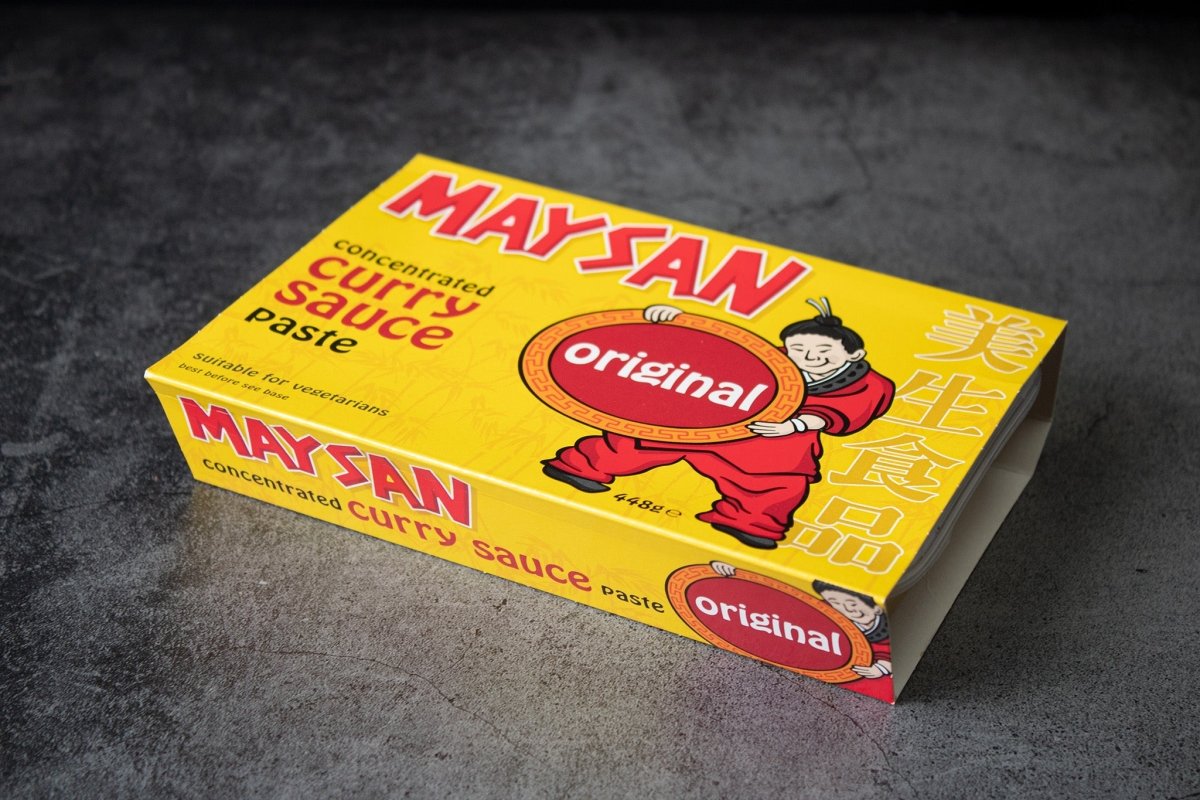 MAYSAN
concentrated
curry
sauce
paste
suitable for vegetarians
best before see base
original
448g ℮
美
生
食
品
MAYSAN
concentrated curry sauce paste
original